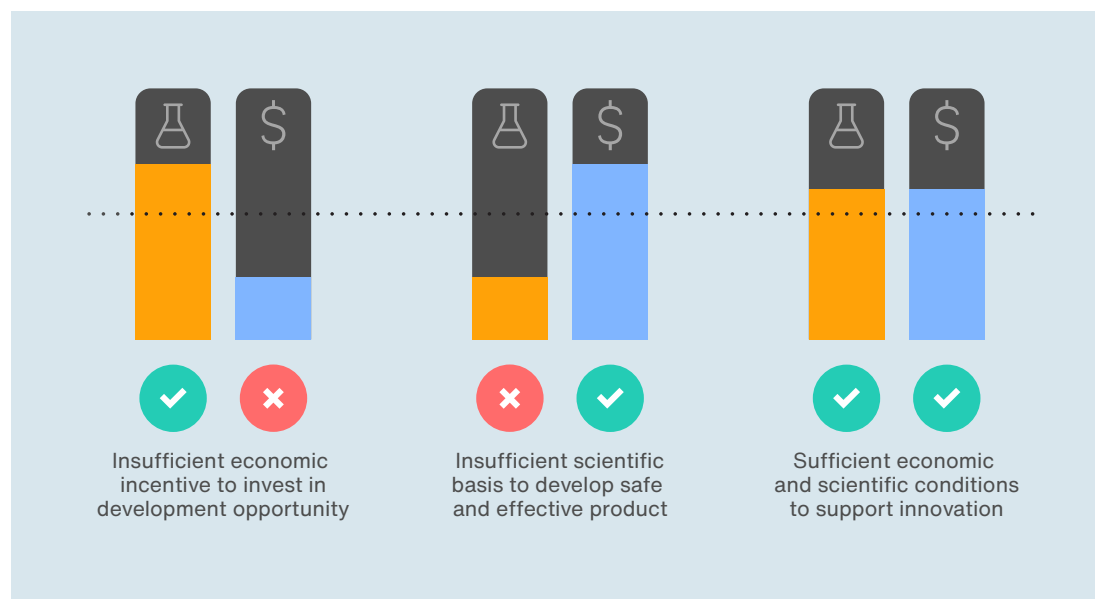 $
$
$
Insufficient economic
incentive to invest in
development opportunity
Insufficient scientific
basis to develop safe
and effective product
Sufficient economic
and scientific conditions
to support innovation